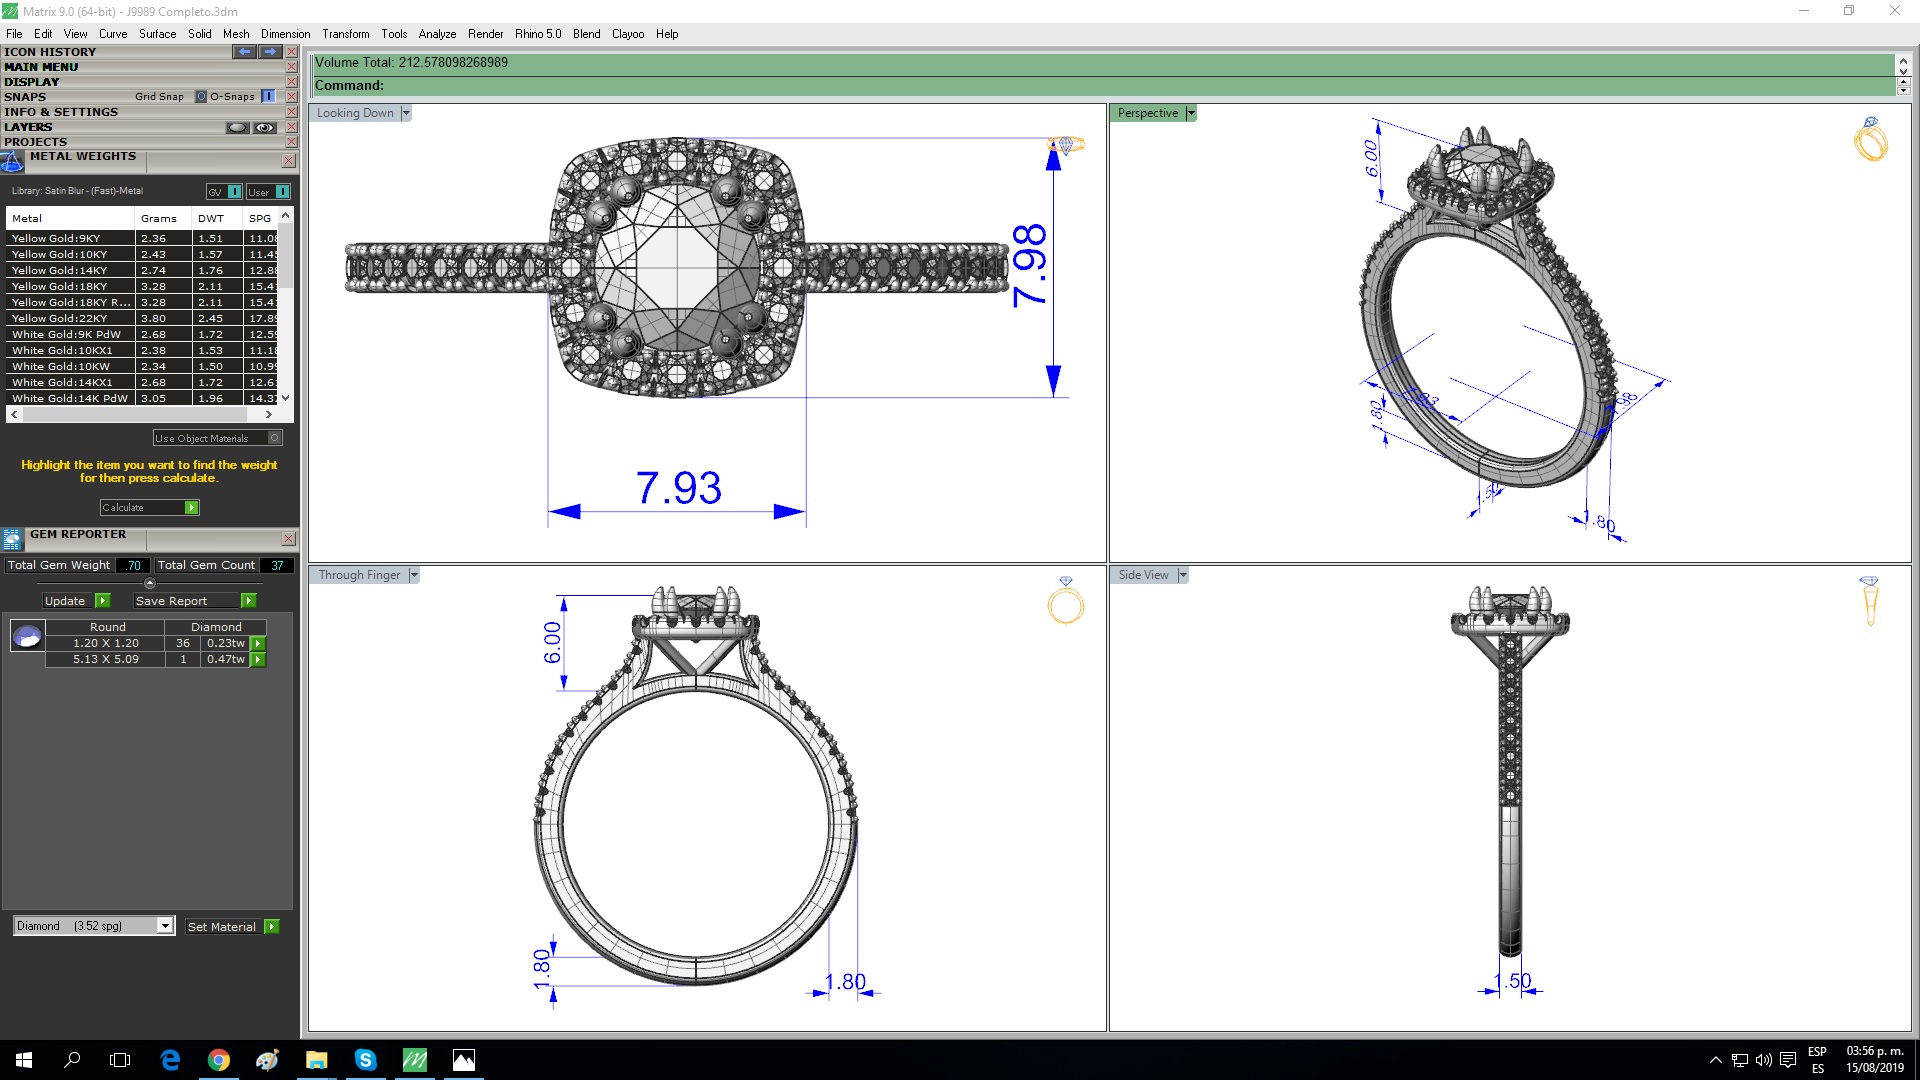 Matrix 9.0 (64-bit) - J9989 Completo.3dm
File Edit View Curve Surface Solid Mesh Dimension Transform Tools Analyze Render Rhino 5.0 Blend Clayoo Help
ICON HISTORY
MAIN MENU
DISPLAY
SNAPS Grid Snap O-Snaps
INFO & SETTINGS
LAYERS
PROJECTS
METAL WEIGHTS
Library: Satin Blur - (Fast)-Metal GV User
Metal Grams DWT SPG
Yellow Gold:9KY 2.36 1.51 11.08
Yellow Gold:10KY 2.43 1.57 11.4
Yellow Gold:14KY 2.74 1.76 12.8
Yellow Gold:18KY 3.28 2.11 15.4
Yellow Gold:18KY R... 3.28 2.11 15.4
Yellow Gold:22KY 3.80 2.45 17.8
White Gold:9K PdW 2.68 1.72 12.5
White Gold:10KX1 2.38 1.53 11.1
White Gold:10KW 2.34 1.50 10.9
White Gold:14KX1 2.68 1.72 12.6
White Gold:14K PdW 3.05 1.96 14.3
Use Object Materials
Highlight the item you want to find the weight
for then press calculate.
Calculate
GEM REPORTER
Total Gem Weight .70 Total Gem Count 37
Update Save Report
Round Diamond
1.20 X 1.20 36 0.23tw
5.13 X 5.09 1 0.47tw
Diamond (3.52 spg) Set Material
Volume Total: 212.578098268989
Command:
Looking Down
7.98
7.93
Perspective
6.00
7.93
1.80
7.98
1.50
1.80
Through Finger
6.00
1.80
1.80
Side View
1.50
ESP
ES
03:56 p. m.
15/08/2019